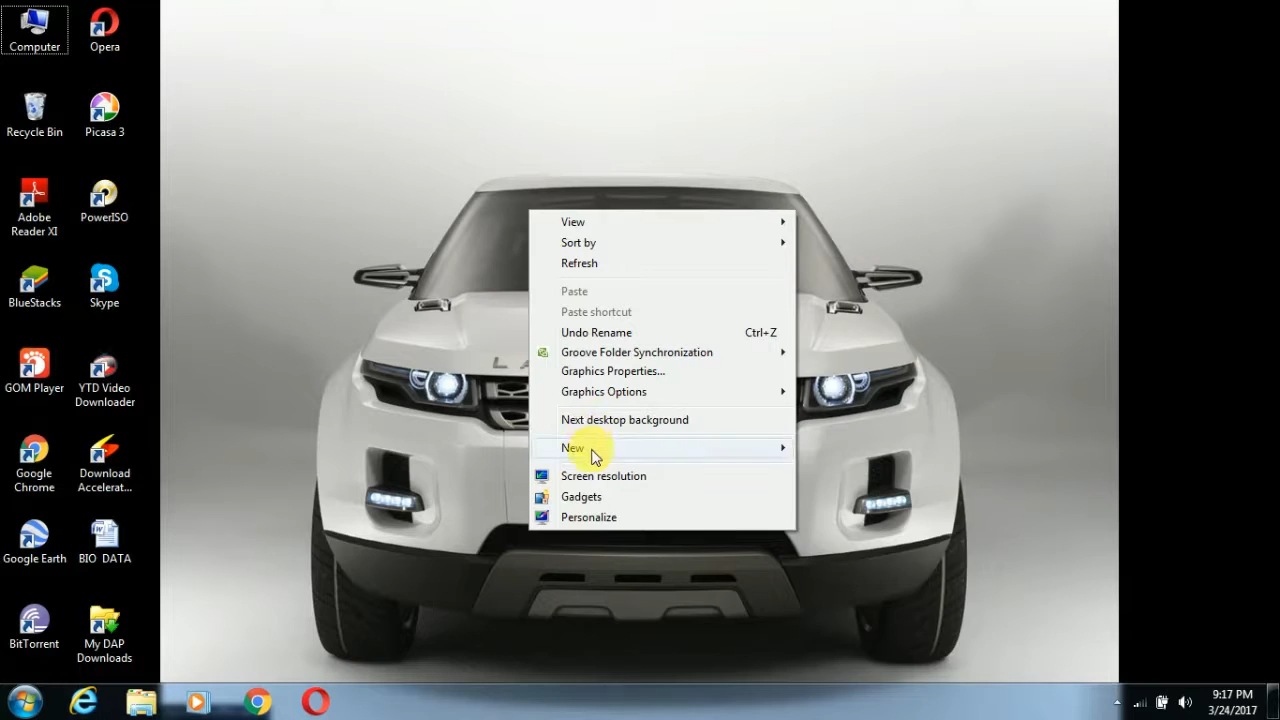 Computer
Opera
Recycle Bin
Picasa 3
Adobe
Reader XI
PowerISO
BlueStacks
Skype
GOM Player
YTD Video
Downloader
Google
Chrome
Download
Accelerat...
Google Earth
BIO DATA
BitTorrent
My DAP
Downloads
View
Sort by
Refresh
Paste
Paste shortcut
Undo Rename Ctrl+Z
Groove Folder Synchronization
Graphics Properties...
Graphics Options
Next desktop background
New
Screen resolution
Gadgets
Personalize
L A
9:17 PM
3/24/2017